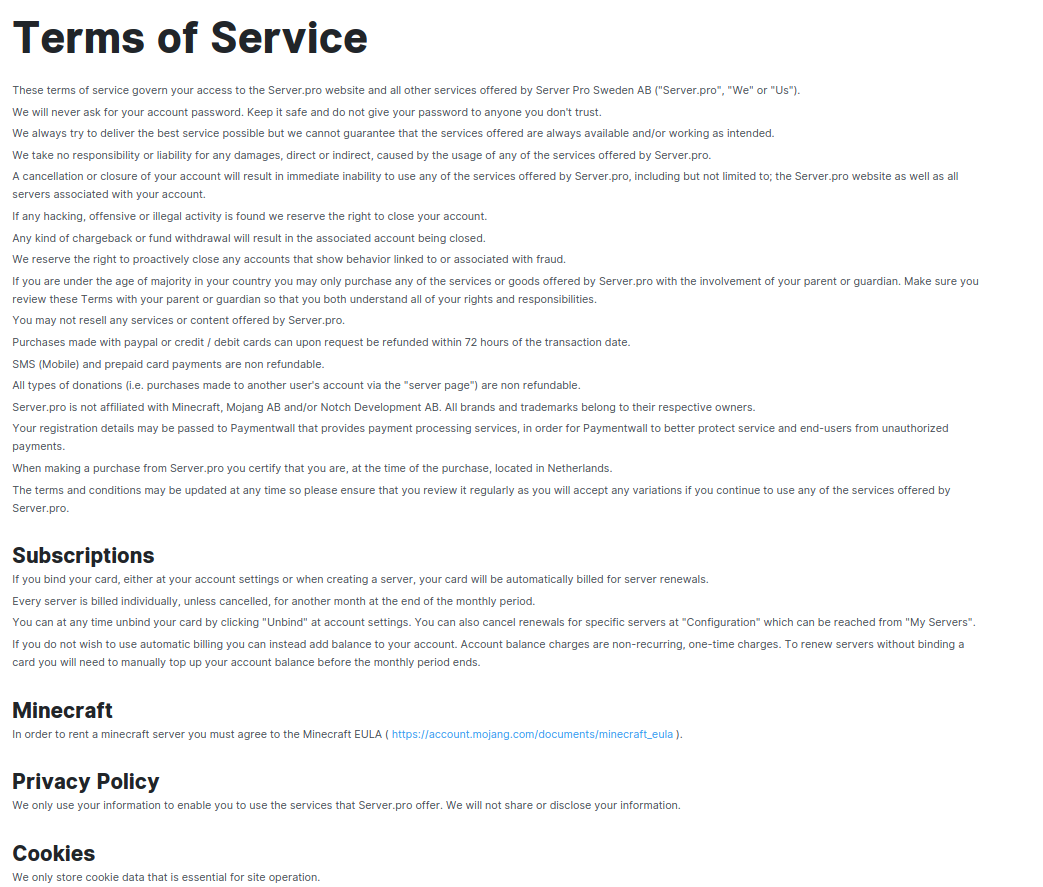 Terms of Service
These terms of service govern your access to the Server.pro website and all other services offered by Server Pro Sweden AB ("Server.pro", "We" or "Us").
We will never ask for your account password. Keep it safe and do not give your password to anyone you don't trust.
We always try to deliver the best service possible but we cannot guarantee that the services offered are always available and/or working as intended.
We take no responsibility or liability for any damages, direct or indirect, caused by the usage of any of the services offered by Server.pro.
A cancellation or closure of your account will result in immediate inability to use any of the services offered by Server.pro, including but not limited to; the Server.pro website as well as all
servers associated with your account.
If any hacking, offensive or illegal activity is found we reserve the right to close your account.
Any kind of chargeback or fund withdrawal will result in the associated account being closed.
We reserve the right to proactively close any accounts that show behavior linked to or associated with fraud.
If you are under the age of majority in your country you may only purchase any of the services or goods offered by Server.pro with the involvement of your parent or guardian. Make sure you
review these Terms with your parent or guardian so that you both understand all of your rights and responsibilities.
You may not resell any services or content offered by Server.pro.
Purchases made with paypal or credit / debit cards can upon request be refunded within 72 hours of the transaction date.
SMS (Mobile) and prepaid card payments are non refundable.
All types of donations (i.e. purchases made to another user's account via the "server page") are non refundable.
Server.pro is not affiliated with Minecraft, Mojang AB and/or Notch Development AB. All brands and trademarks belong to their respective owners.
Your registration details may be passed to Paymentwall that provides payment processing services, in order for Paymentwall to better protect service and end-users from unauthorized
payments.
When making a purchase from Server.pro you certify that you are, at the time of the purchase, located in Netherlands.
The terms and conditions may be updated at any time so please ensure that you review it regularly as you will accept any variations if you continue to use any of the services offered by
Server.pro.
Subscriptions
If you bind your card, either at your account settings or when creating a server, your card will be automatically billed for server renewals.
Every server is billed individually, unless cancelled, for another month at the end of the monthly period.
You can at any time unbind your card by clicking "Unbind" at account settings. You can also cancel renewals for specific servers at "Configuration" which can be reached from "My Servers".
If you do not wish to use automatic billing you can instead add balance to your account. Account balance charges are non-recurring, one-time charges. To renew servers without binding a
card you will need to manually top up your account balance before the monthly period ends.
Minecraft
In order to rent a minecraft server you must agree to the Minecraft EULA ( https://account.mojang.com/documents/minecraft_eula ).
Privacy Policy
We only use your information to enable you to use the services that Server.pro offer. We will not share or disclose your information.
Cookies
We only store cookie data that is essential for site operation.